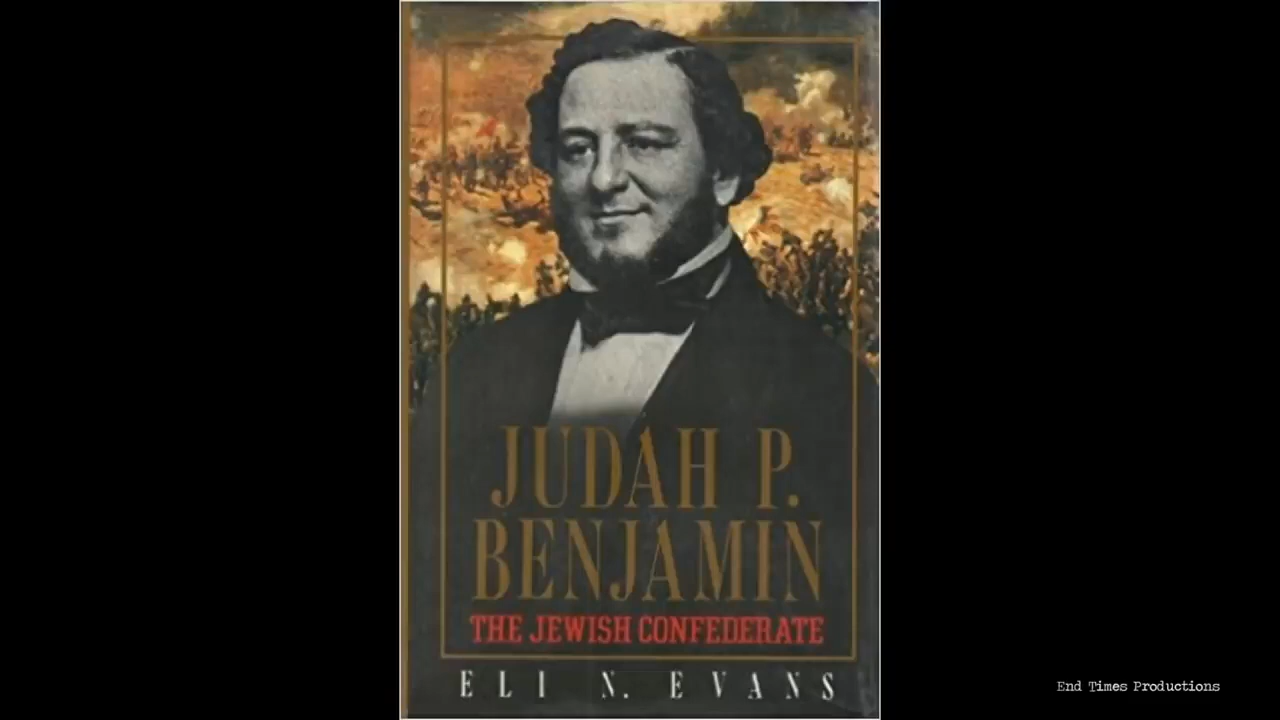 JUDAH P.
BENJAMIN
THE JEWISH CONFEDERATE
ELI N. EVANS
End Times Productions